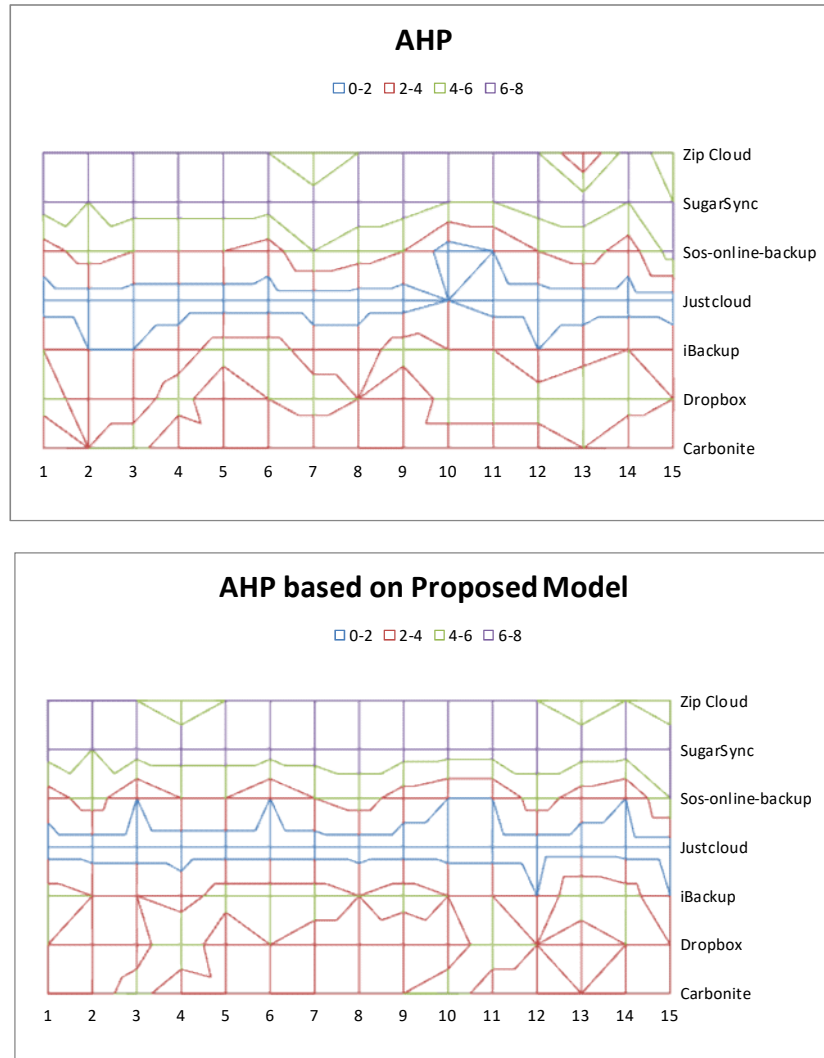 AHP
0-2 2-4 4-6 6-8
Zip Cloud
SugarSync
Sos-online-backup
Justcloud
iBackup
Dropbox
Carbonite
1 2 3 4 5 6 7 8 9 10 11 12 13 14 15
AHP based on Proposed Model
0-2 2-4 4-6 6-8
Zip Cloud
SugarSync
Sos-online-backup
Justcloud
iBackup
Dropbox
Carbonite
1 2 3 4 5 6 7 8 9 10 11 12 13 14 15